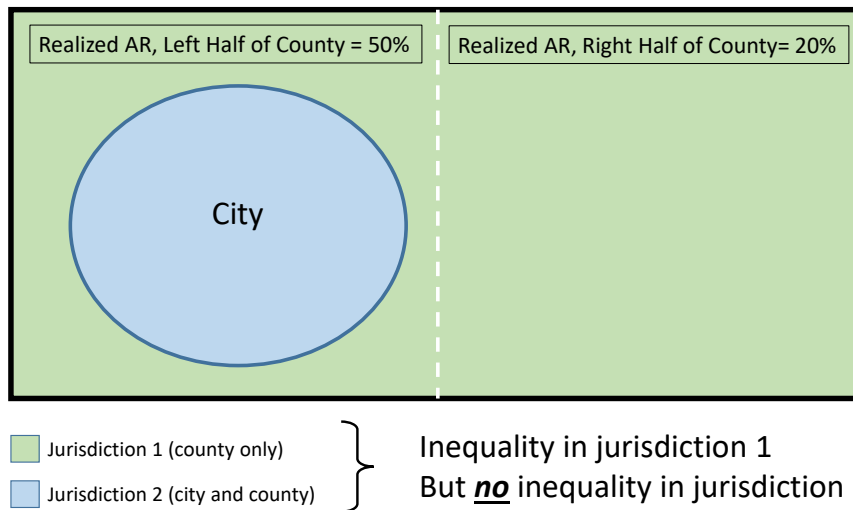 Realized AR, Left Half of County = 50%
Realized AR, Right Half of County= 20%
City
Jurisdiction 1 (county only)
Jurisdiction 2 (city and county)
Inequality in jurisdiction 1
But no inequality in jurisdiction